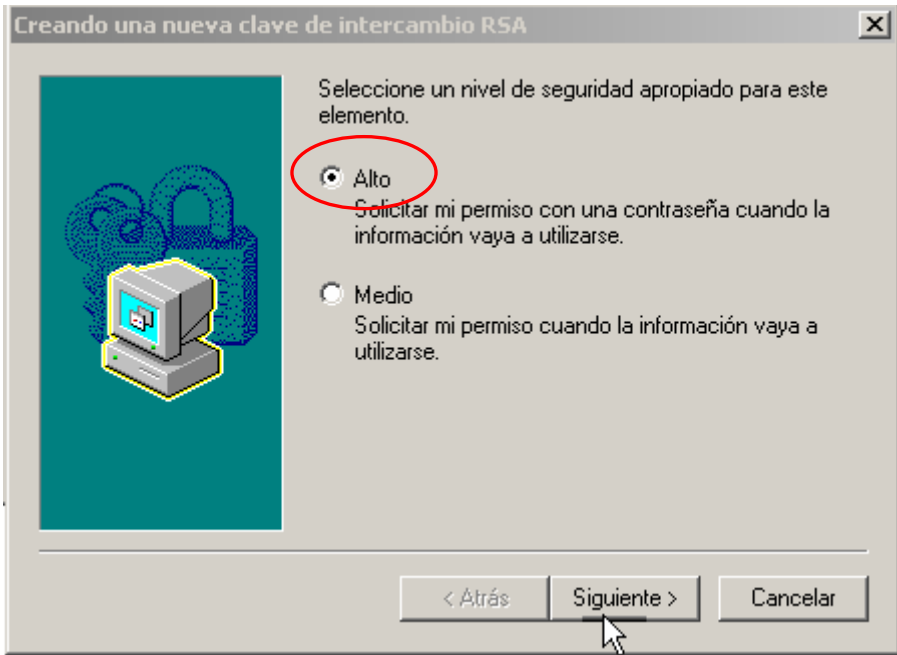 Creando una nueva clave de intercambio RSA
Seleccione un nivel de seguridad apropiado para este
elemento.
Alto
Solicitar mi permiso con una contraseña cuando la
información vaya a utilizarse.
Medio
Solicitar mi permiso cuando la información vaya a
utilizarse.
< Atrás
Siguiente >
Cancelar